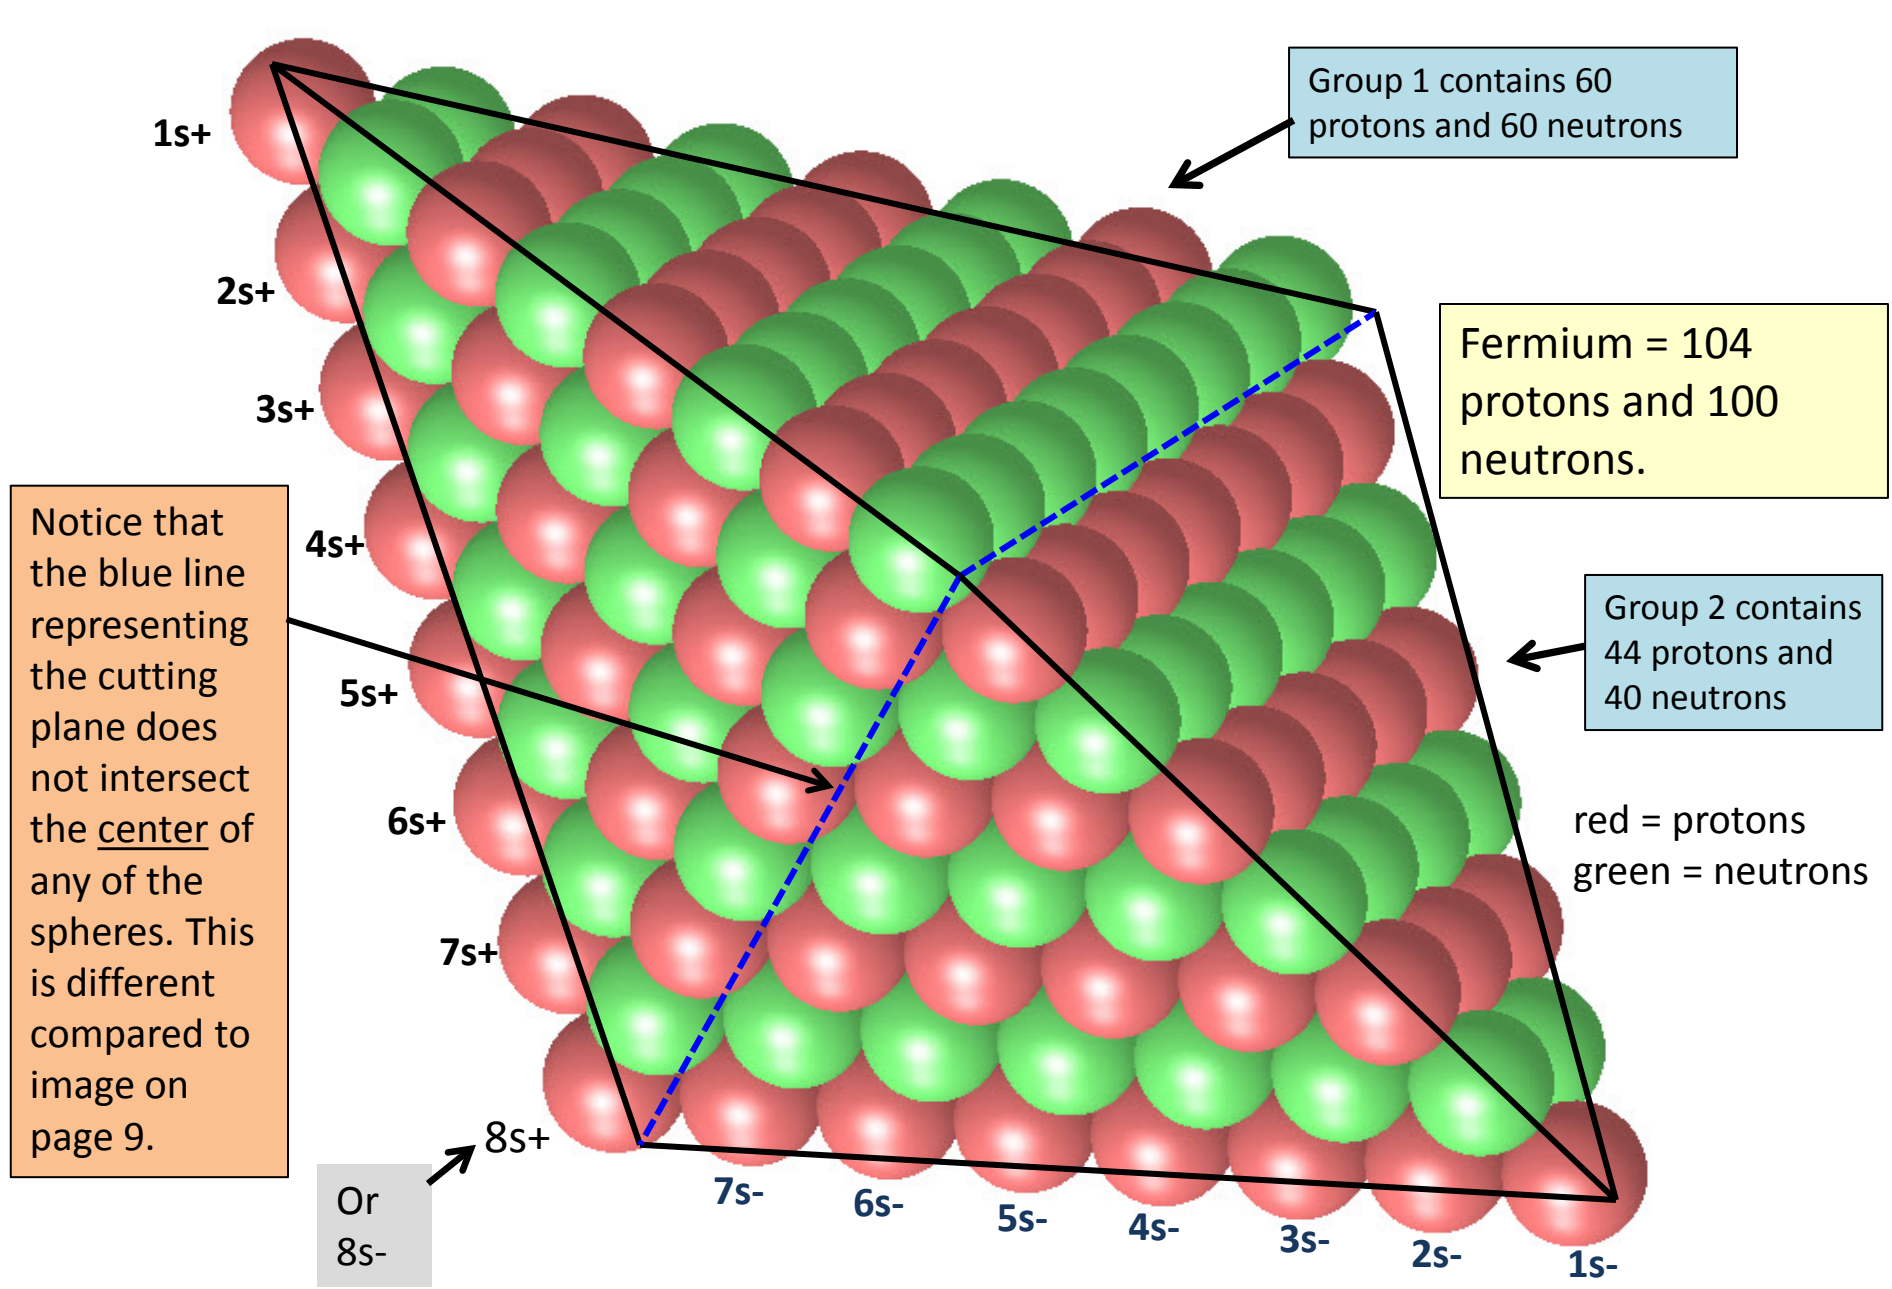 Group 1 contains 60
protons and 60 neutrons
1s+
2s+
3s+
4s+
5s+
6s+
7s+
8s+
Or
8s-
7s-
6s-
5s-
4s-
3s-
2s-
1s-
Fermium = 104
protons and 100
neutrons.
Notice that
the blue line
representing
the cutting
plane does
not intersect
the center of
any of the
spheres. This
is different
compared to
image on
page 9.
Group 2 contains
44 protons and
40 neutrons
red = protons
green = neutrons